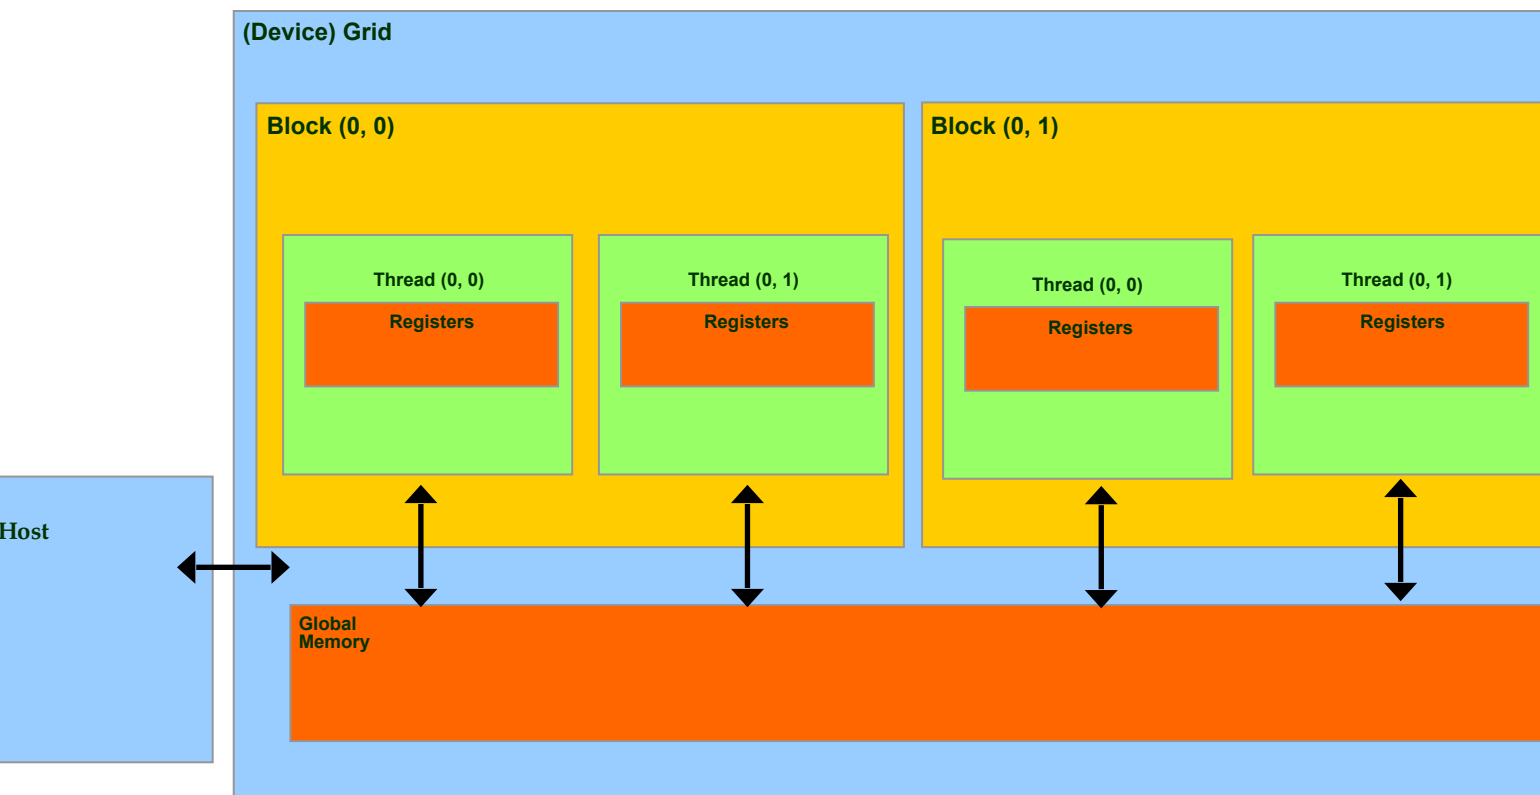 (Device) Grid
Block (0, 0)
Block (0, 1)
Thread (0, 0)
Registers
Thread (0, 1)
Registers
Thread (0, 0)
Registers
Thread (0, 1)
Registers
Host
Global
Memory